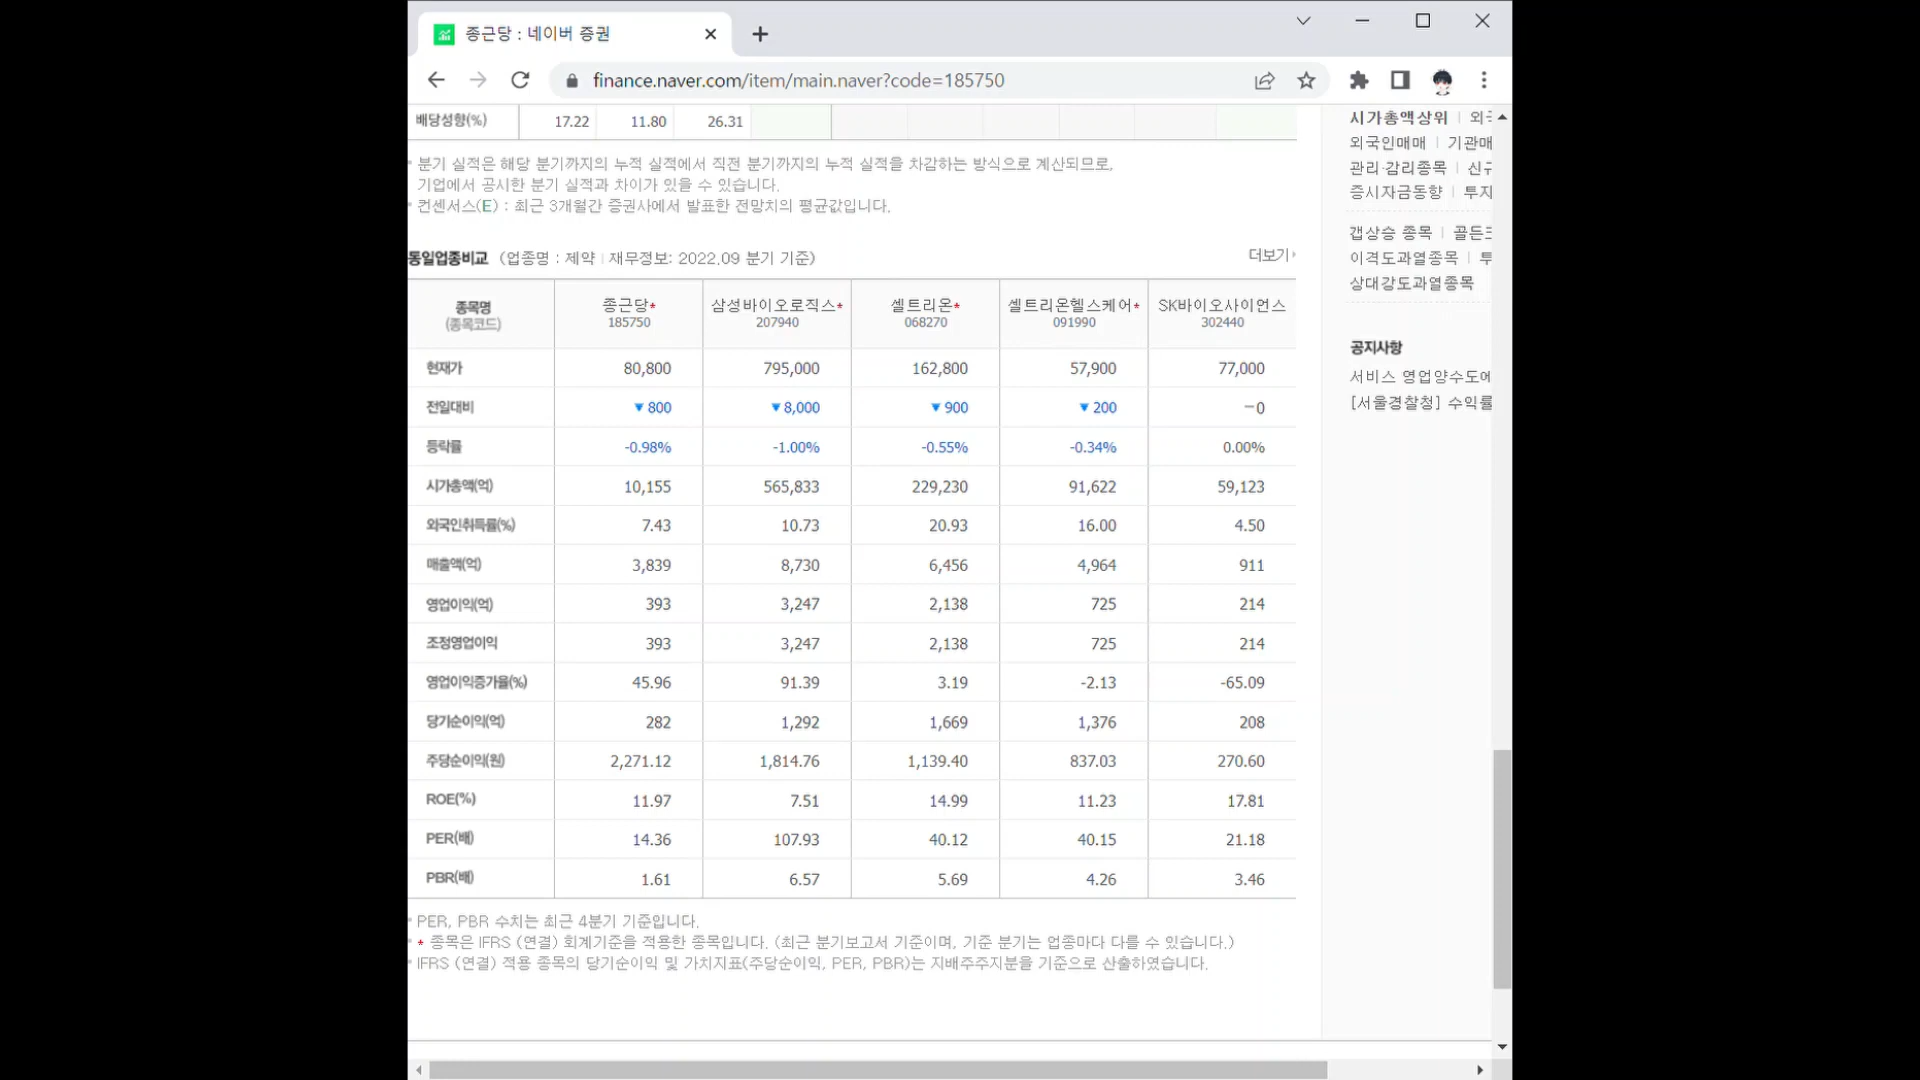 종근당 : 네이버 증권
finance.naver.com/item/main.naver?code=185750
배당성향(%) 17.22 11.80 26.31
분기 실적은 해당 분기까지의 누적 실적에서 직전 분기까지의 누적 실적을 차감하는 방식으로 계산되므로,
기업에서 공시한 분기 실적과 차이가 있을 수 있습니다.
컨센서스(E) : 최근 3개월간 증권사에서 발표한 전망치의 평균값입니다.
동일업종비교 (업종명 : 제약 | 재무정보: 2022.09 분기 기준) 더보기
종목명 종근당* 삼성바이오로직스* 셀트리온* 셀트리온헬스케어* SK바이오사이언스
(종목코드) 185750 207940 068270 091990 302440
현재가 80,800 795,000 162,800 57,900 77,000
전일대비 ▼800 ▼8,000 ▼900 ▼200 −0
등락률 -0.98% -1.00% -0.55% -0.34% 0.00%
시가총액(억) 10,155 565,833 229,230 91,622 59,123
외국인취득률(%) 7.43 10.73 20.93 16.00 4.50
매출액(억) 3,839 8,730 6,456 4,964 911
영업이익(억) 393 3,247 2,138 725 214
조정영업이익 393 3,247 2,138 725 214
영업이익증가율(%) 45.96 91.39 3.19 -2.13 -65.09
당기순이익(억) 282 1,292 1,669 1,376 208
주당순이익(원) 2,271.12 1,814.76 1,139.40 837.03 270.60
ROE(%) 11.97 7.51 14.99 11.23 17.81
PER(배) 14.36 107.93 40.12 40.15 21.18
PBR(배) 1.61 6.57 5.69 4.26 3.46
PER, PBR 수치는 최근 4분기 기준입니다.
* 종목은 IFRS (연결) 회계기준을 적용한 종목입니다. (최근 분기보고서 기준이며, 기준 분기는 업종마다 다를 수 있습니다.)
IFRS (연결) 적용 종목의 당기순이익 및 가치지표(주당순이익, PER, PBR)는 지배주주지분을 기준으로 산출하였습니다.
시가총액상위 | 외
외국인매매 | 기관매
관리·감리종목 | 신규
증시자금동향 | 투자
갭상승 종목 | 골든크
이격도과열종목 | 투
상대강도과열종목
공지사항
서비스 영업양수도에
[서울경찰청] 수익률